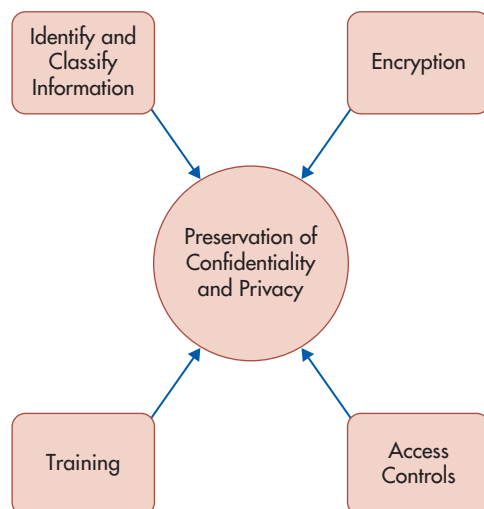 Identify and
Classify
Information
Encryption
Preservation of
Confidentiality
and Privacy
Training
Access
Controls